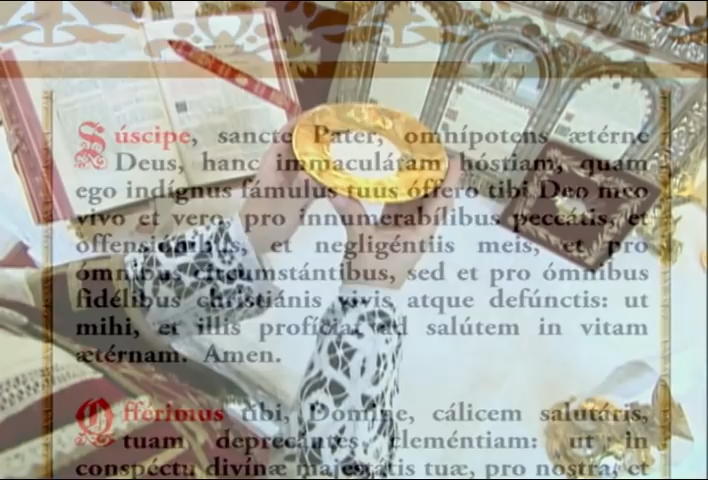 Súscipe, sancte Pater, omnípotens ætérne
Deus, hanc immaculátam hóstiam, quam
ego indígnus fámulus tuus óffero tibi Deo meo
vivo et vero, pro innumerabílibus peccátis, et
offensiónibus, et negligéntiis meis, et pro
ómnibus circumstántibus, sed et pro ómnibus
fidélibus christiánis vivis atque defúnctis: ut
mihi, et illis profíciat ad salútem in vitam
ætérnam. Amen.
Offérimus tibi, Domine, cálicem salutáris,
tuam deprecántes cleméntiam: ut in
conspéctu divínæ majestátis tuæ, pro nostra, et